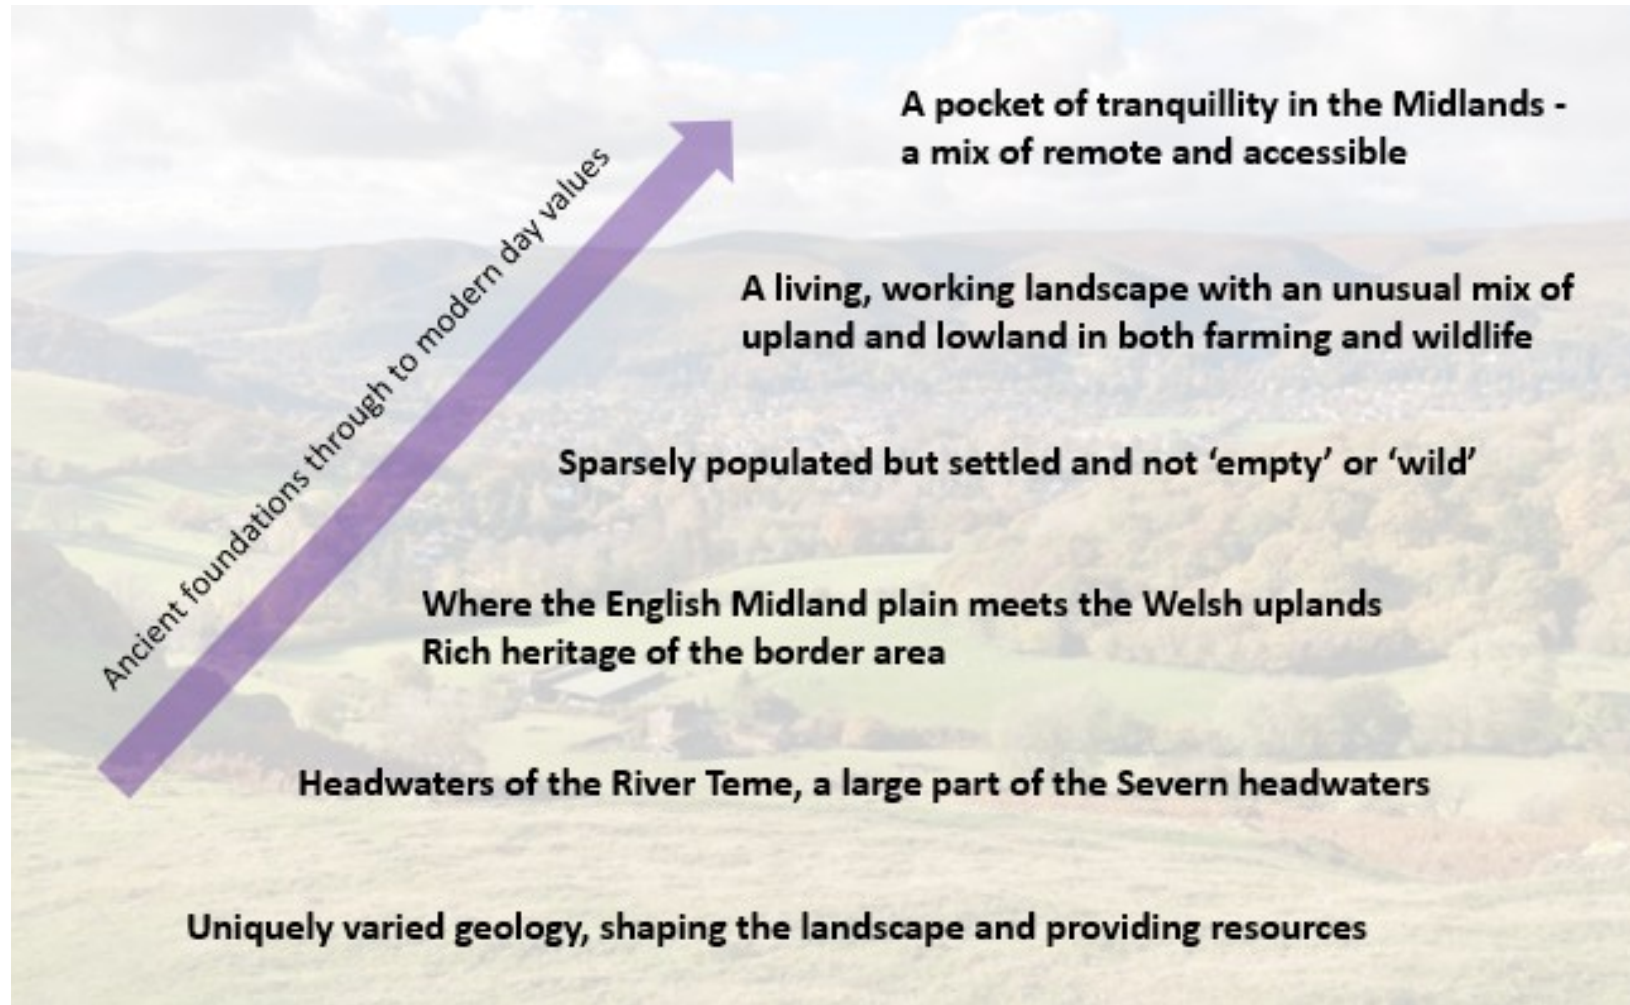 A pocket of tranquillity in the Midlands -
a mix of remote and accessible
Ancient foundations through to modern day values
A living, working landscape with an unusual mix of
upland and lowland in both farming and wildlife
Sparsely populated but settled and not ‘empty’ or ‘wild’
Where the English Midland plain meets the Welsh uplands
Rich heritage of the border area
Headwaters of the River Teme, a large part of the Severn headwaters
Uniquely varied geology, shaping the landscape and providing resources